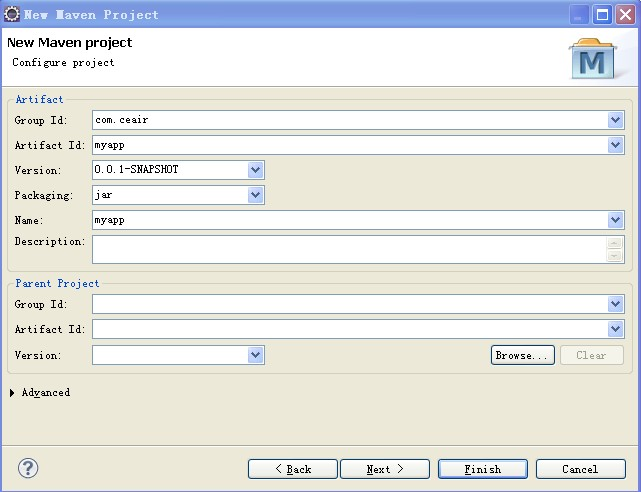 New Maven Project
New Maven project
Configure project
M
Artifact
Group Id: com.ceair
Artifact Id: myapp
Version: 0.0.1-SNAPSHOT
Packaging: jar
Name: myapp
Description:
Parent Project
Group Id:
Artifact Id:
Version:
Browse... Clear
Advanced
? < Back Next > Finish Cancel